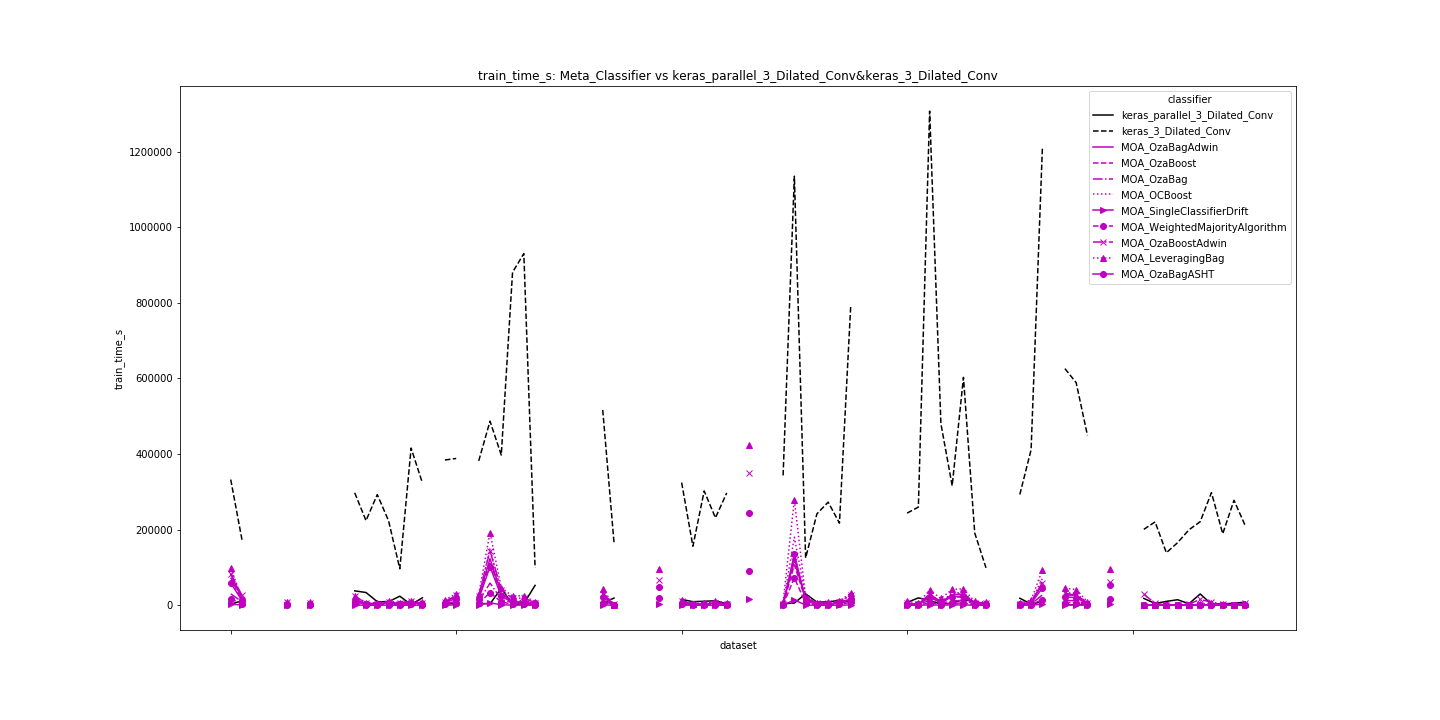 train_time_s: Meta_Classifier vs keras_parallel_3_Dilated_Conv&keras_3_Dilated_Conv
classifier
keras_parallel_3_Dilated_Conv
keras_3_Dilated_Conv
MOA_OzaBagAdwin
MOA_OzaBoost
MOA_OzaBag
MOA_OCBoost
MOA_SingleClassifierDrift
MOA_WeightedMajorityAlgorithm
MOA_OzaBoostAdwin
MOA_LeveragingBag
MOA_OzaBagASHT
1200000
1000000
800000
600000
400000
200000
0
train_time_s
dataset